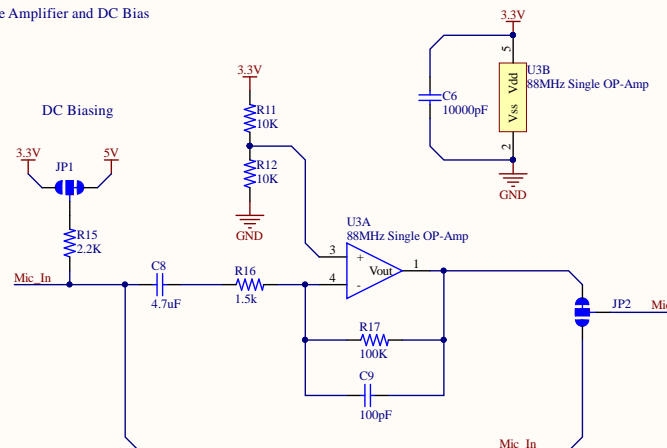 e Amplifier and DC Bias
3.3V
5
U3B
Vss Vdd
88MHz Single OP-Amp
C6
10000pF
2
GND
3.3V
R11
10K
R12
10K
GND
DC Biasing
3.3V
5V
JP1
R15
2.2K
Mic_In
C8
4.7uF
R16
1.5k
U3A
88MHz Single OP-Amp
3
+
Vout
1
4
-
R17
100K
C9
100pF
JP2
Mic
Mic_In